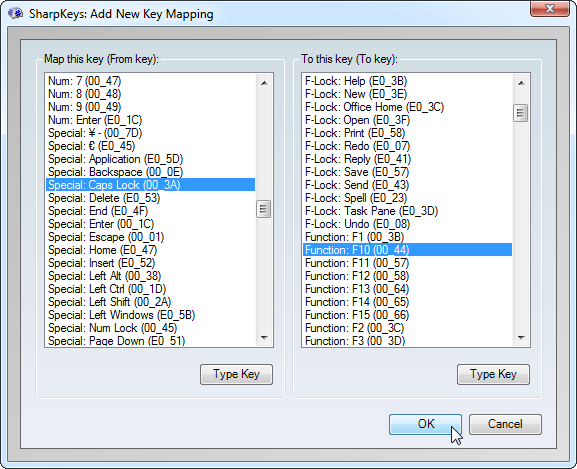 SharpKeys: Add New Key Mapping
Map this key (From key):
Num: 7 (00_47)
Num: 8 (00_48)
Num: 9 (00_49)
Num: Enter (E0_1C)
Special: ¥ - (00_7D)
Special: € (E0_45)
Special: Application (E0_5D)
Special: Backspace (00_0E)
Special: Caps Lock (00_3A)
Special: Delete (E0_53)
Special: End (E0_4F)
Special: Enter (00_1C)
Special: Escape (00_01)
Special: Home (E0_47)
Special: Insert (E0_52)
Special: Left Alt (00_38)
Special: Left Ctrl (00_1D)
Special: Left Shift (00_2A)
Special: Left Windows (E0_5B)
Special: Num Lock (00_45)
Special: Page Down (E0_51)
Type Key
To this key (To key):
F-Lock: Help (E0_3B)
F-Lock: New (E0_3E)
F-Lock: Office Home (E0_3C)
F-Lock: Open (E0_3F)
F-Lock: Print (E0_58)
F-Lock: Redo (E0_07)
F-Lock: Reply (E0_41)
F-Lock: Save (E0_57)
F-Lock: Send (E0_43)
F-Lock: Spell (E0_23)
F-Lock: Task Pane (E0_3D)
F-Lock: Undo (E0_08)
Function: F1 (00_3B)
Function: F10 (00_44)
Function: F11 (00_57)
Function: F12 (00_58)
Function: F13 (00_64)
Function: F14 (00_65)
Function: F15 (00_66)
Function: F2 (00_3C)
Function: F3 (00_3D)
Type Key
OK
Cancel